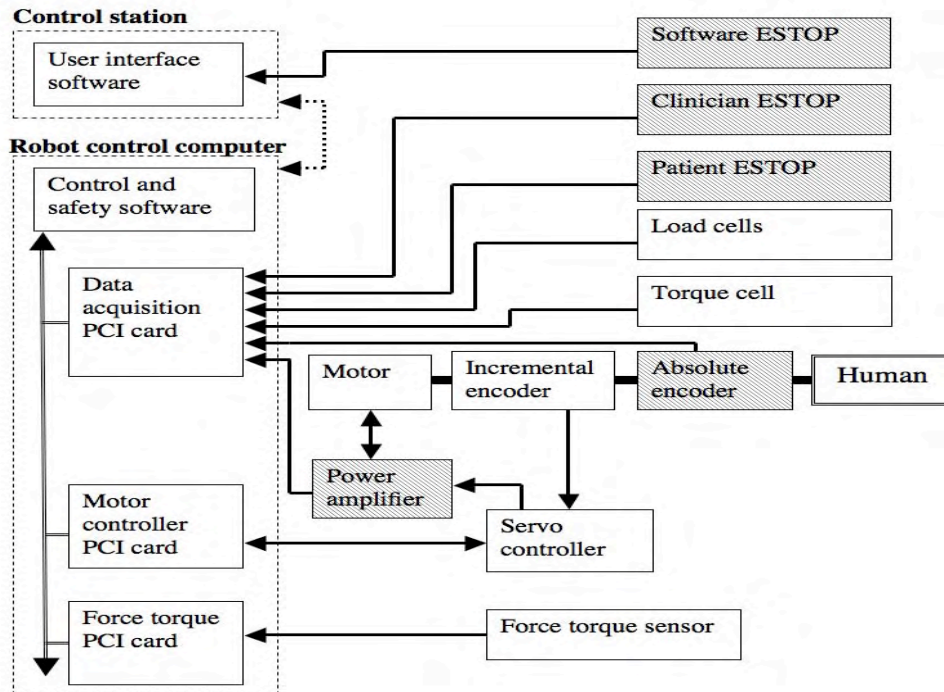 Control station
User interface
software
Software ESTOP
Clinician ESTOP
Robot control computer
Control and
safety software
Patient ESTOP
Load cells
Data
acquisition
PCI card
Torque cell
Motor
Incremental
encoder
Absolute
encoder
Human
Power
amplifier
Motor
controller
PCI card
Servo
controller
Force torque
PCI card
Force torque sensor